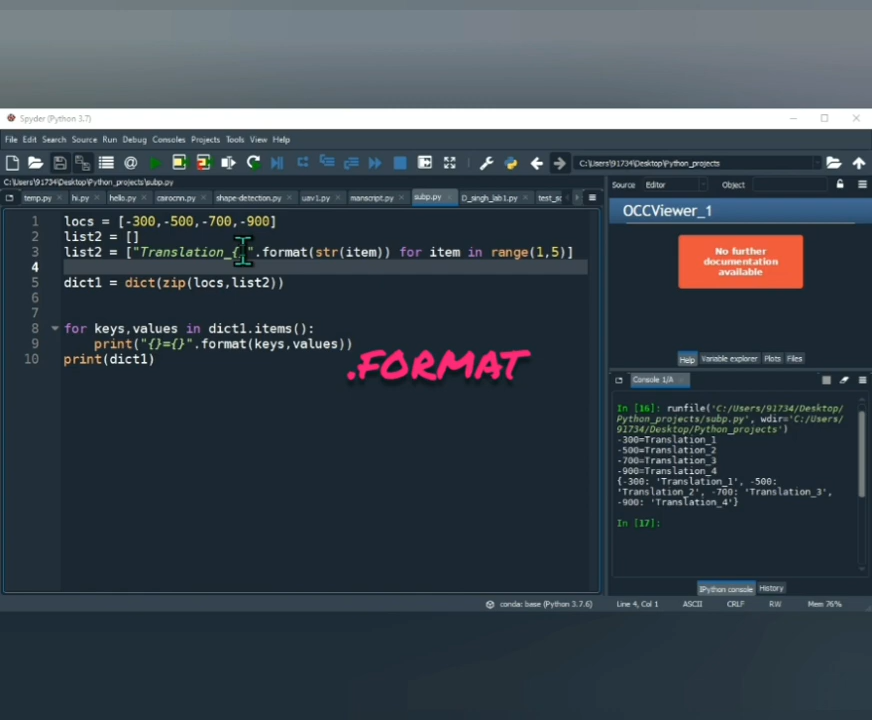 Spyder (Python 3.7)
File Edit Search Source Run Debug Consoles Projects Tools View Help
C:\Users\91734\Desktop\Python_projects
C:\Users\91734\Desktop\Python_projects\subp.py
temp.py hi.py hello.py cairocnn.py shape-detection.py uav1.py manscript.py subp.py D_singh_lab1.py
Source Editor Object
1 locs = [-300,-500,-700,-900]
2 list2 = []
3 list2 = ["Translation_{ ".format(str(item)) for item in range(1,5)]
4
5 dict1 = dict(zip(locs,list2))
6
7
8 for keys,values in dict1.items():
9 print("{}={}".format(keys,values))
10 print(dict1)
.FORMAT
OCCViewer_1
No further
documentation
available
Help Variable explorer Plots Files
Console 1/A
In [16]: runfile('C:/Users/91734/Desktop/
Python_projects/subp.py', wdir='C:/
Users/91734/Desktop/Python_projects')
-300=Translation_1
-500=Translation_2
-700=Translation_3
-900=Translation_4
{-300: 'Translation_1', -500:
'Translation_2', -700: 'Translation_3',
-900: 'Translation_4'}
In [17]:
IPython console History
conda: base (Python 3.7.6) Line 4, Col 1 ASCII CRLF RW Mem 76%